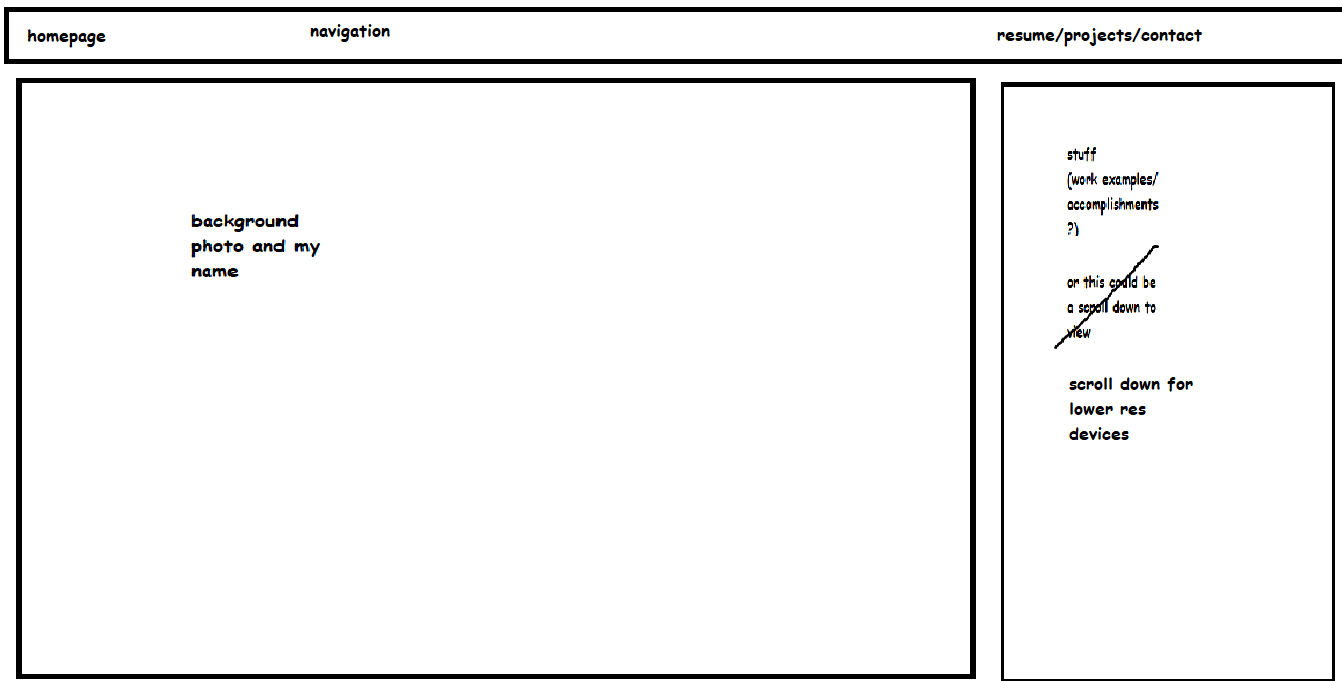 homepage
navigation
resume/projects/contact
background
photo and my
name
stuff
(work examples/
accomplishments
?)
or this could be
a scroll down to
view
scroll down for
lower res
devices